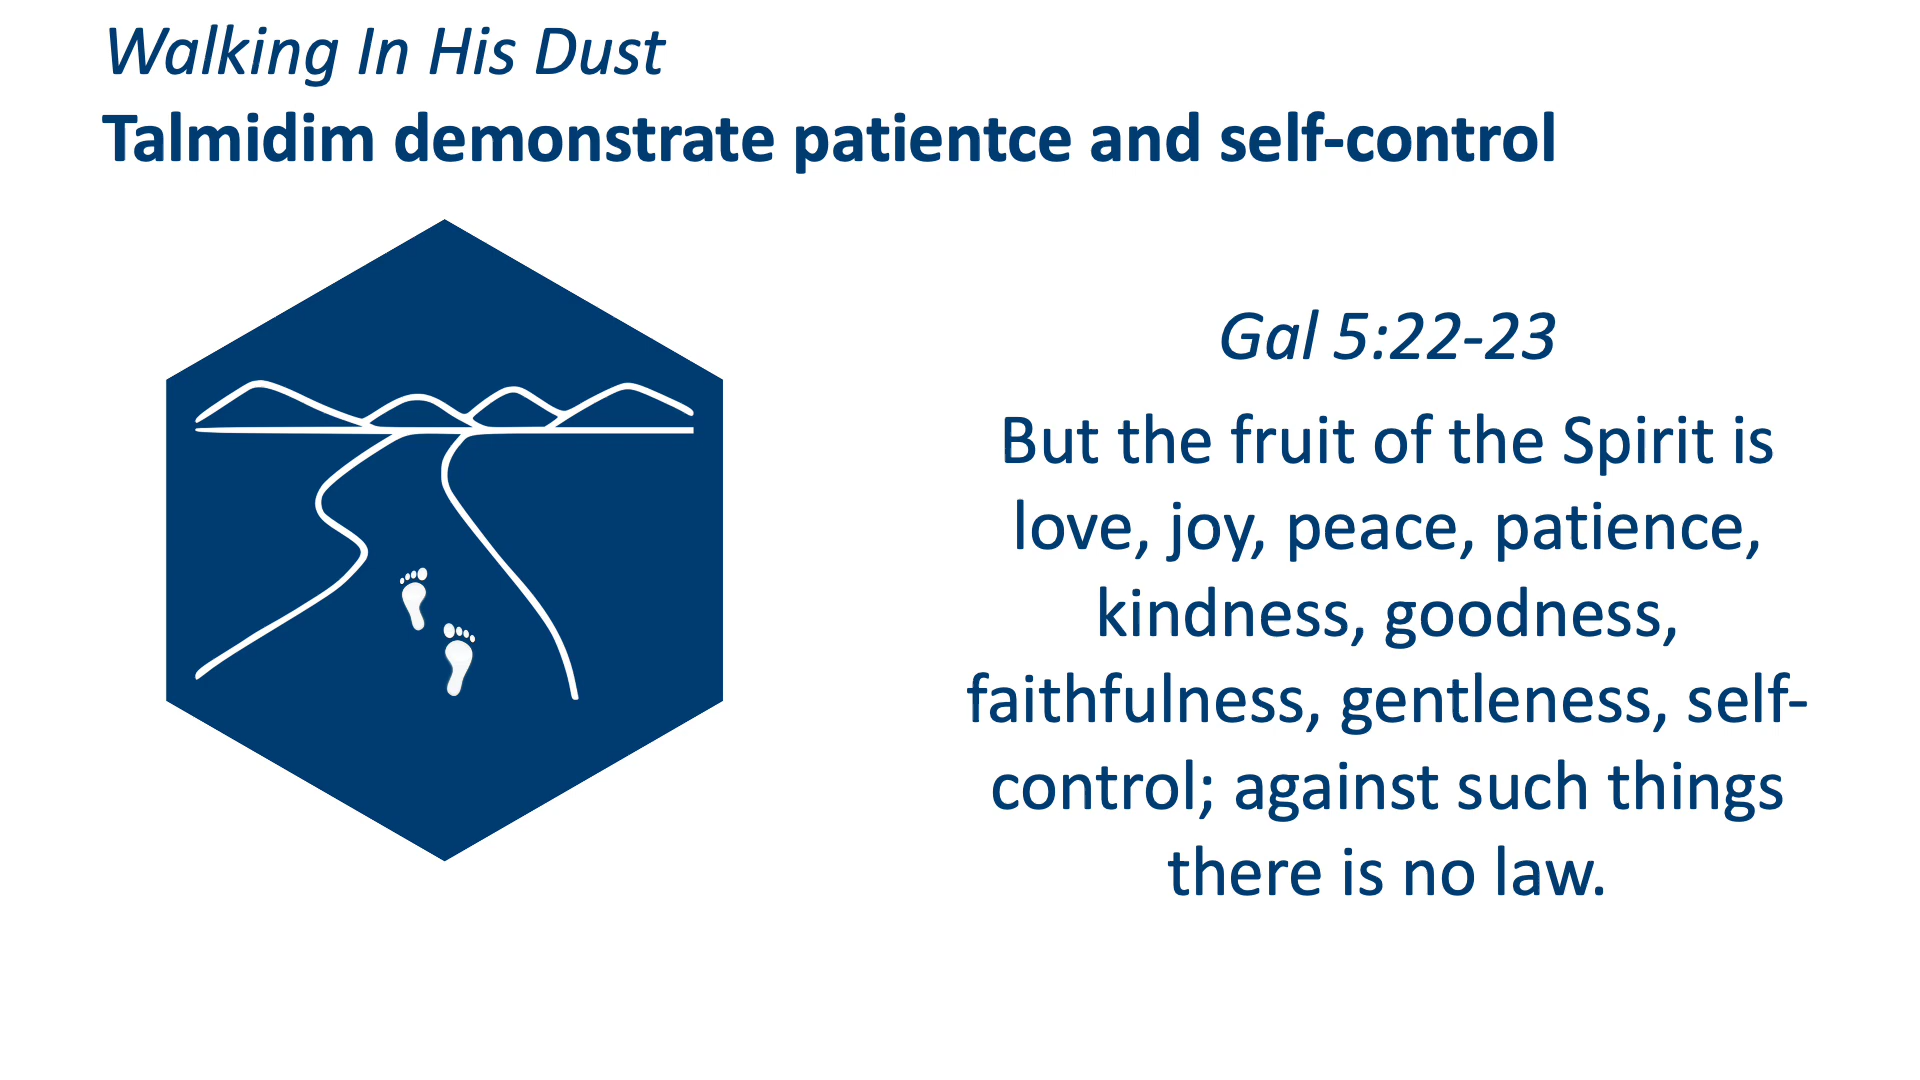 Walking In His Dust
Talmidim demonstrate patientce and self-control
Gal 5:22-23
But the fruit of the Spirit is
love, joy, peace, patience,
kindness, goodness,
faithfulness, gentleness, self-
control; against such things
there is no law.